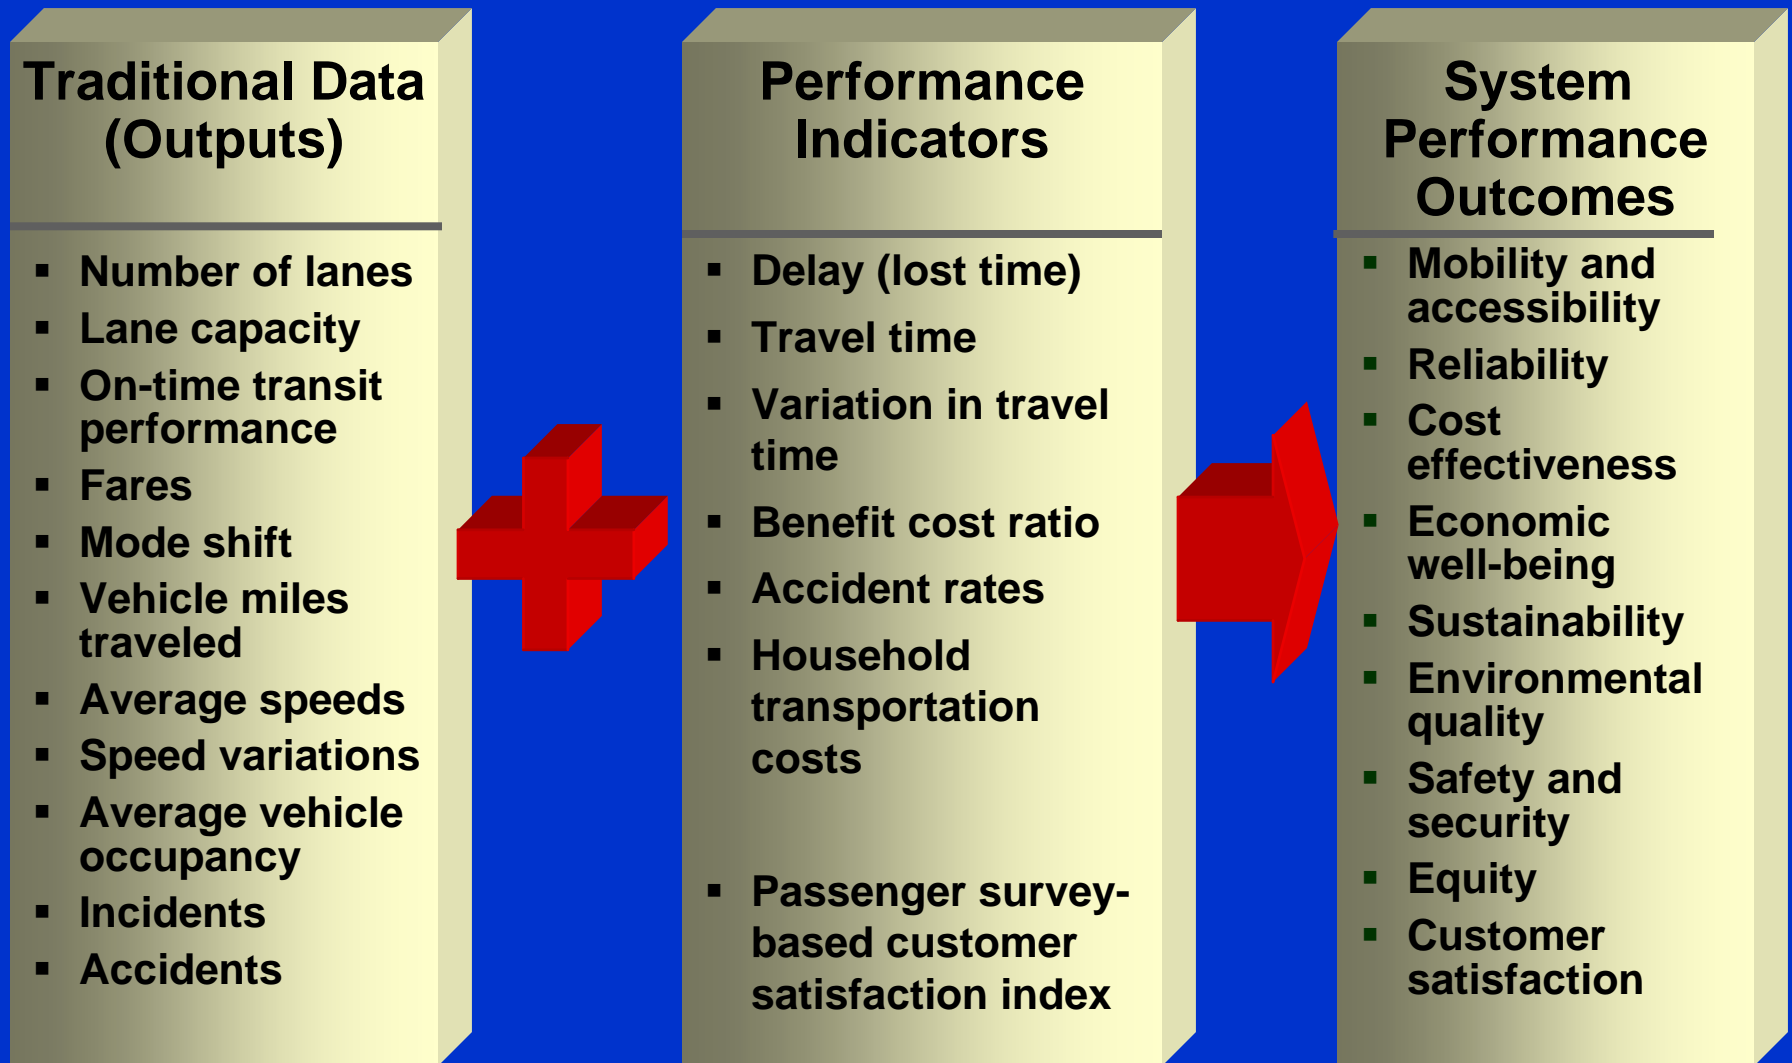 Traditional Data
(Outputs)
▪ Number of lanes
▪ Lane capacity
▪ On-time transit
performance
▪ Fares
▪ Mode shift
▪ Vehicle miles
traveled
▪ Average speeds
▪ Speed variations
▪ Average vehicle
occupancy
▪ Incidents
▪ Accidents
Performance
Indicators
▪ Delay (lost time)
▪ Travel time
▪ Variation in travel
time
▪ Benefit cost ratio
▪ Accident rates
▪ Household
transportation
costs
▪ Passenger survey-
based customer
satisfaction index
System
Performance
Outcomes
▪ Mobility and
accessibility
▪ Reliability
▪ Cost
effectiveness
▪ Economic
well-being
▪ Sustainability
▪ Environmental
quality
▪ Safety and
security
▪ Equity
▪ Customer
satisfaction